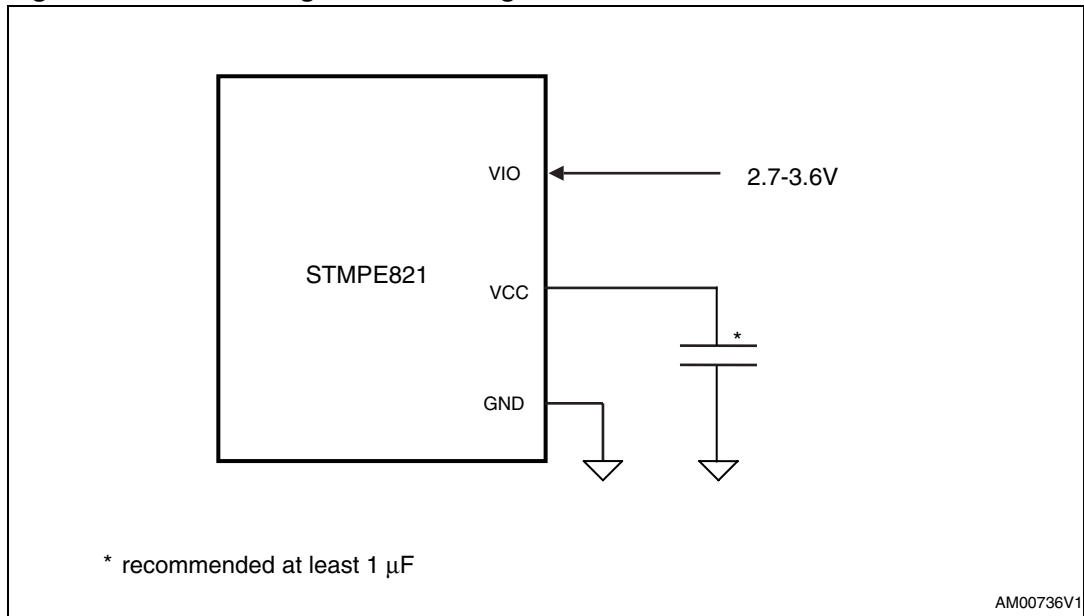 VIO
2.7-3.6V
STMPE821
VCC
*
GND
* recommended at least 1 μF
AM00736V1